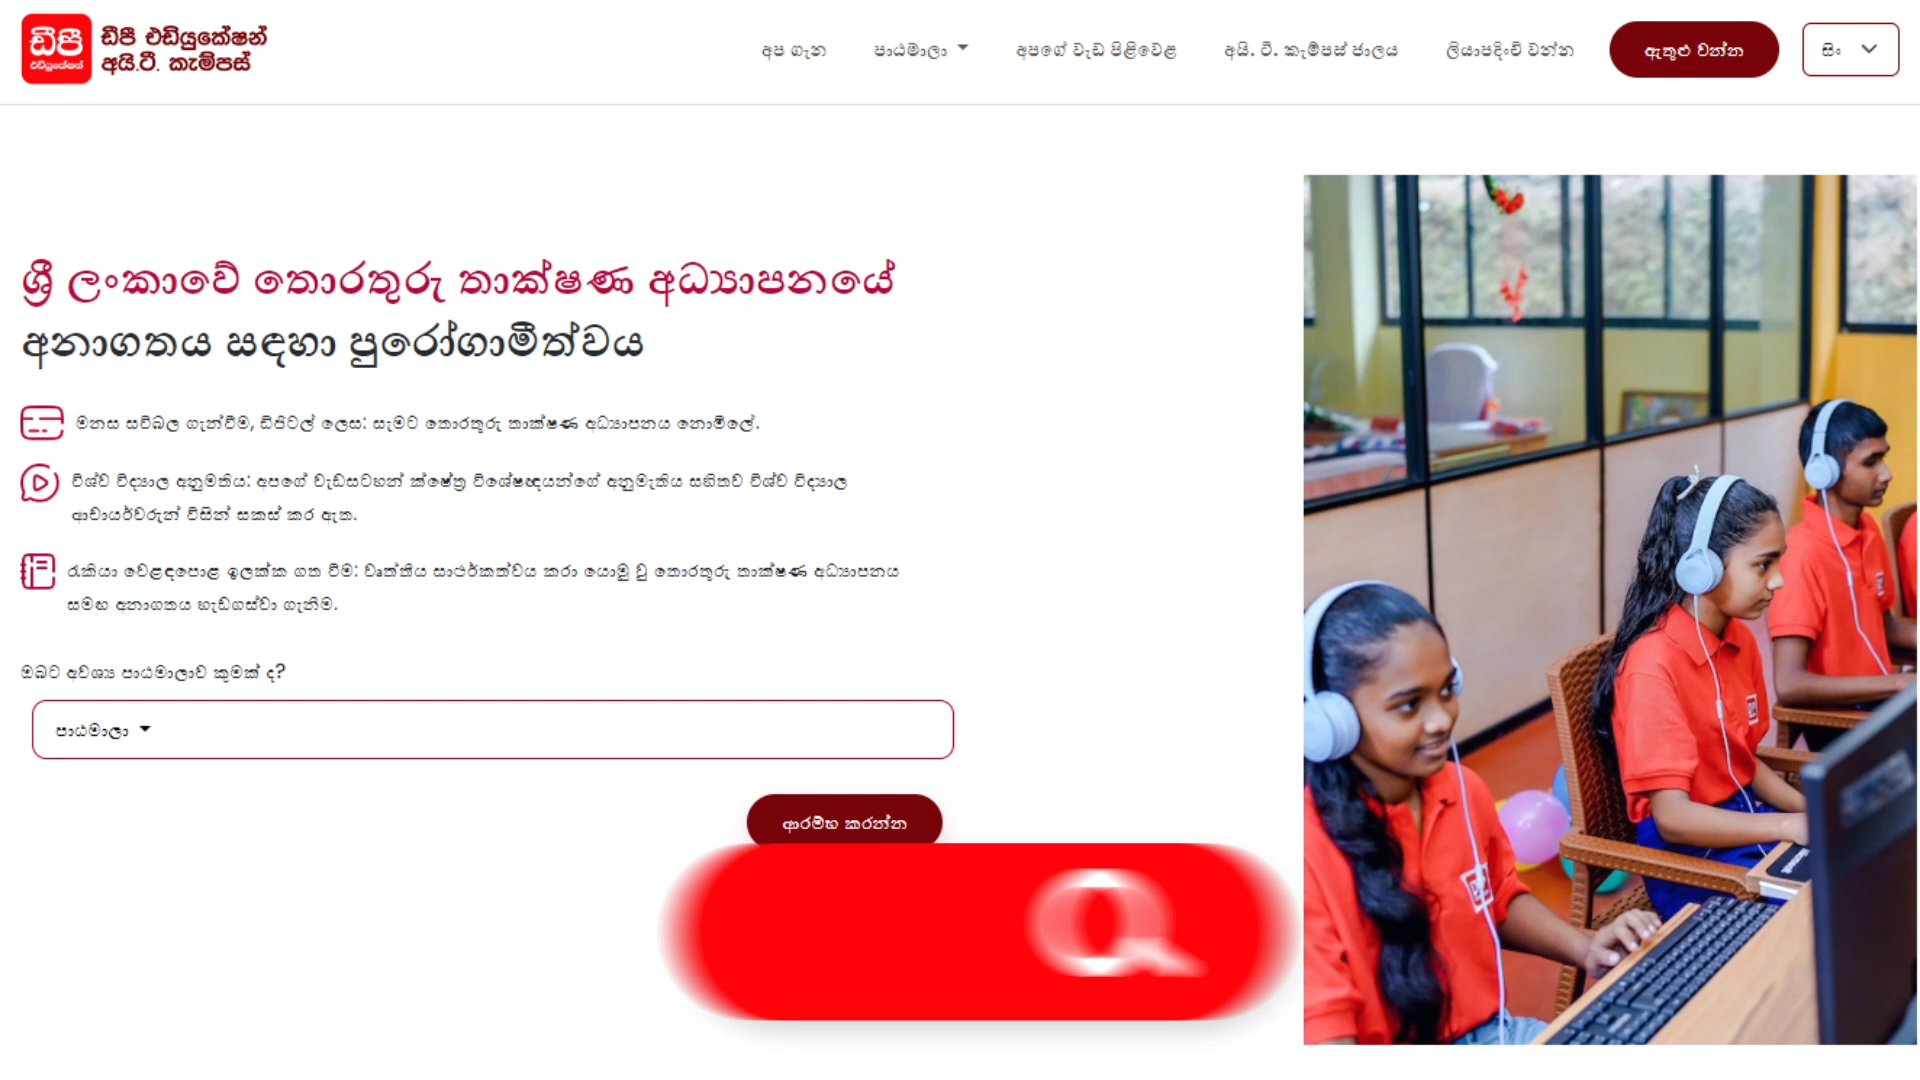 ඩීපී
එඩියුකේෂන්
ඩීපී එඩියුකේෂන්
අයි.ටී. කැම්පස්
අප ගැන
පාඨමාලා
අපගේ වැඩ පිළිවෙළ
අයි. ටී. කැම්පස් ජාලය
ලියාපදිංචි වන්න
ඇතුළු වන්න
සිං
ශ්‍රී ලංකාවේ තොරතුරු තාක්ෂණ අධ්‍යාපනයේ
අනාගතය සඳහා පුරෝගාමීත්වය
මනස සවිබල ගැන්වීම, ඩිජිටල් ලෙස: සැමට තොරතුරු තාක්ෂණ අධ්‍යාපනය නොමිලේ.
විශ්ව විද්‍යාල අනුමතිය: අපගේ වැඩසටහන් ක්ෂේත්‍ර විශේෂඥයන්ගේ අනුමැතිය සහිතව විශ්ව විද්‍යාල
ආචාර්යවරුන් විසින් සකස් කර ඇත.
රැකියා වෙළඳපොළ ඉලක්ක ගත වීම: වෘත්තීය සාර්ථකත්වය කරා යොමු වු තොරතුරු තාක්ෂණ අධ්‍යාපනය
සමඟ අනාගතය හැඩගස්වා ගැනීම.
ඔබට අවශ්‍ය පාඨමාලාව කුමක් ද?
පාඨමාලා
ආරම්භ කරන්න